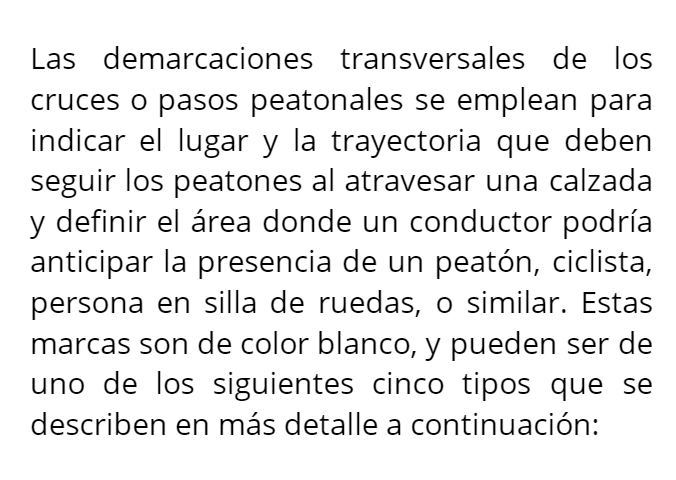 Las demarcaciones transversales de los
cruces o pasos peatonales se emplean para
indicar el lugar y la trayectoria que deben
seguir los peatones al atravesar una calzada
y definir el área donde un conductor podría
anticipar la presencia de un peatón, ciclista,
persona en silla de ruedas, o similar. Estas
marcas son de color blanco, y pueden ser de
uno de los siguientes cinco tipos que se
describen en más detalle a continuación: